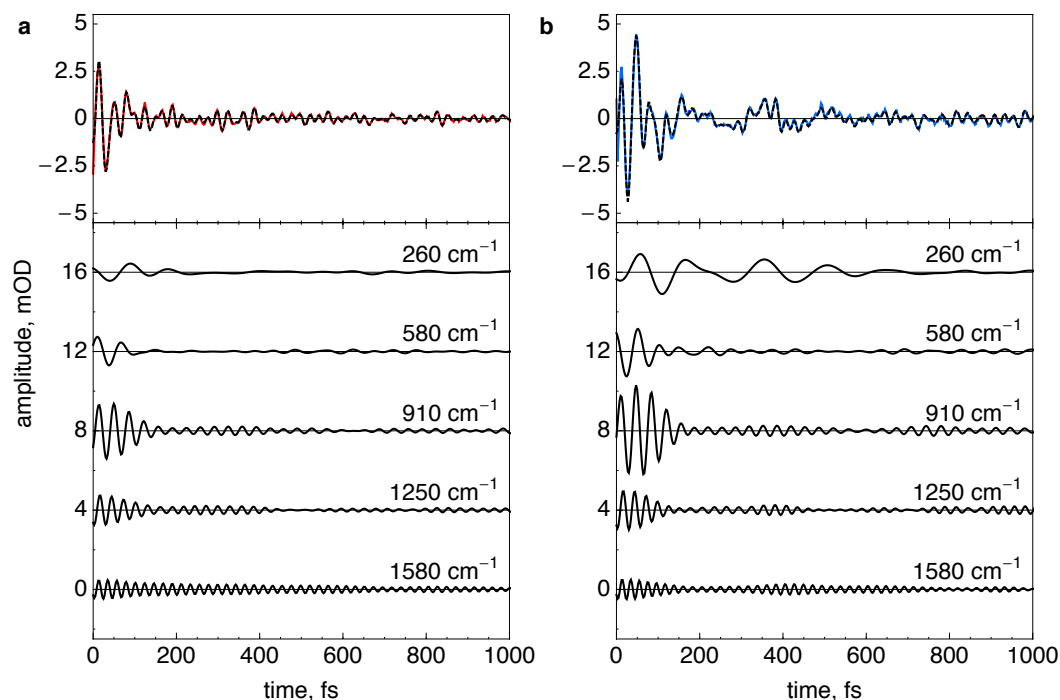 a
5
2.5
0
−2.5
−5
b
5
2.5
0
−2.5
−5
amplitude, mOD
16
12
8
4
0
260 cm⁻¹
580 cm⁻¹
910 cm⁻¹
1250 cm⁻¹
1580 cm⁻¹
0 200 400 600 800 1000
time, fs
16
12
8
4
0
260 cm⁻¹
580 cm⁻¹
910 cm⁻¹
1250 cm⁻¹
1580 cm⁻¹
0 200 400 600 800 1000
time, fs